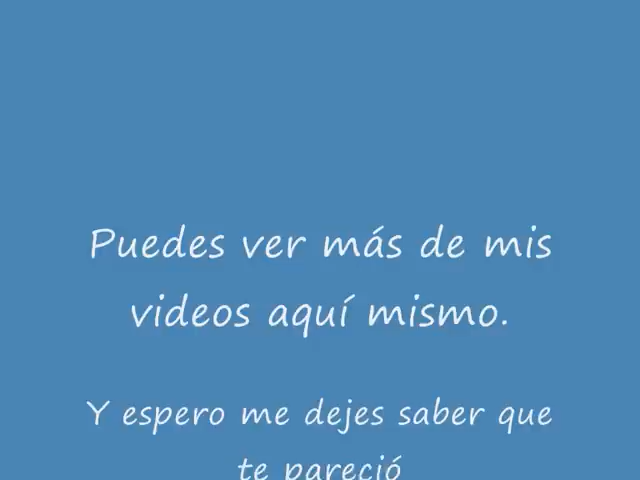 Puedes ver más de mis
videos aquí mismo.
Y espero me dejes saber que
te pareció